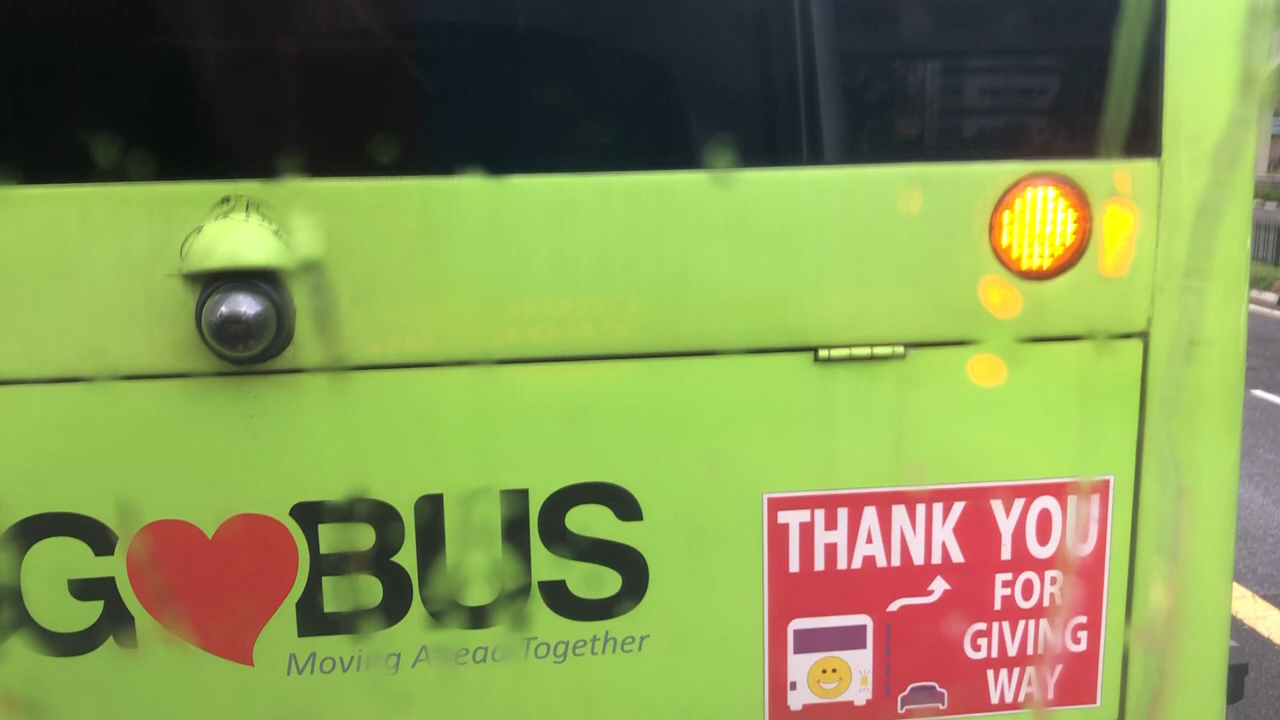 G❤BUS
Moving Ahead Together
THANK YOU
FOR
GIVING
WAY